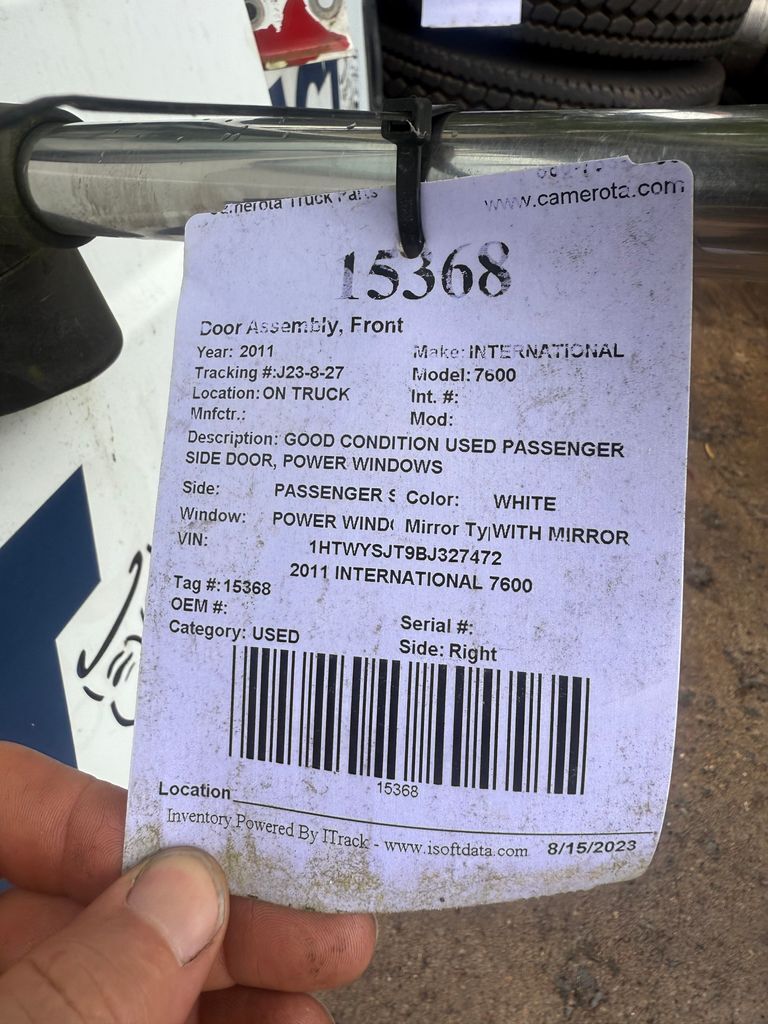 Camerota Truck Parts
www.camerota.com
15368
Door Assembly, Front
Year: 2011 Make: INTERNATIONAL
Tracking #:J23-8-27 Model: 7600
Location: ON TRUCK Int. #:
Mnfctr.: Mod:
Description: GOOD CONDITION USED PASSENGER
SIDE DOOR, POWER WINDOWS
Side: PASSENGER S Color: WHITE
Window: POWER WIND Mirror Ty WITH MIRROR
VIN: 1HTWYSJT9BJ327472
2011 INTERNATIONAL 7600
Tag #: 15368
OEM #: Serial #:
Category: USED Side: Right
15368
Location
Inventory Powered By ITrack - www.isoftdata.com 8/15/2023